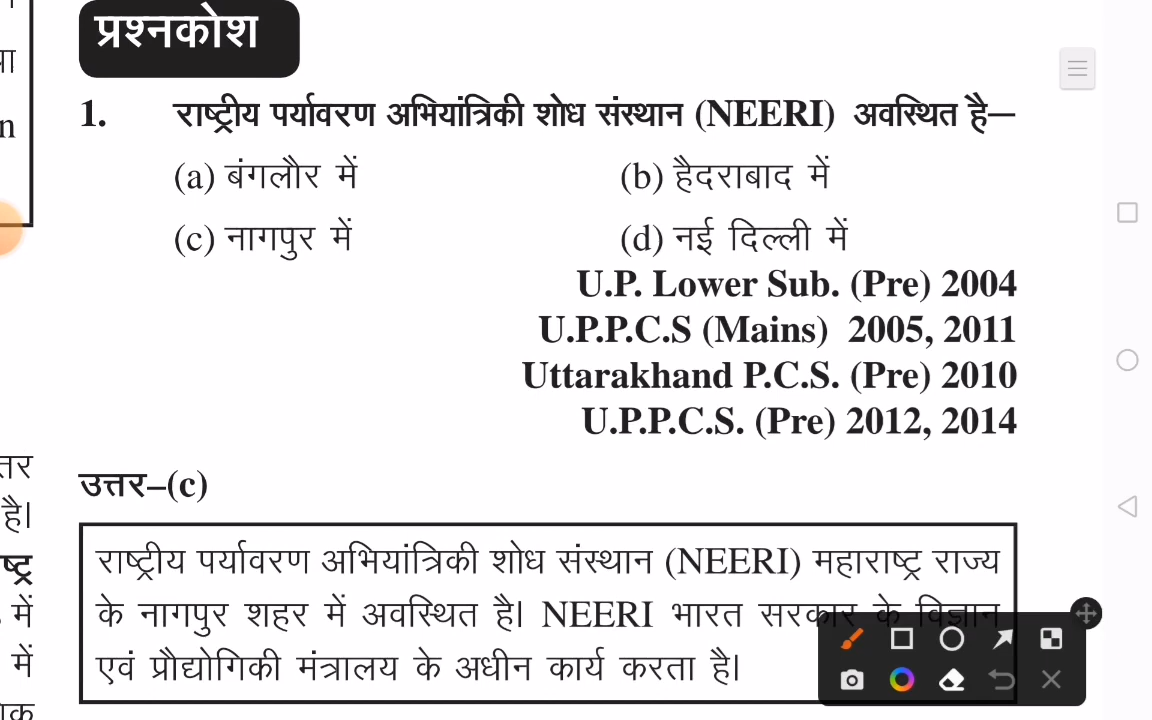 प्रश्नकोश
1. राष्ट्रीय पर्यावरण अभियांत्रिकी शोध संस्थान (NEERI) अवस्थित है—
(a) बंगलौर में (b) हैदराबाद में
(c) नागपुर में (d) नई दिल्ली में
U.P. Lower Sub. (Pre) 2004
U.P.P.C.S (Mains) 2005, 2011
Uttarakhand P.C.S. (Pre) 2010
U.P.P.C.S. (Pre) 2012, 2014
उत्तर–(c)
राष्ट्रीय पर्यावरण अभियांत्रिकी शोध संस्थान (NEERI) महाराष्ट्र राज्य
के नागपुर शहर में अवस्थित है। NEERI भारत सरकार के विज्ञान
एवं प्रौद्योगिकी मंत्रालय के अधीन कार्य करता है।
है।
में
में